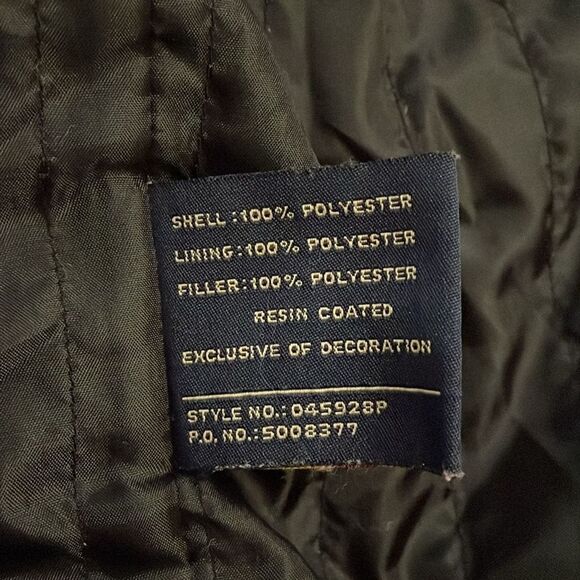 SHELL:100% POLYESTER
LINING:100% POLYESTER
FILLER:100% POLYESTER
RESIN COATED
EXCLUSIVE OF DECORATION
STYLE NO.:045928P
P.O. NO.:5008377